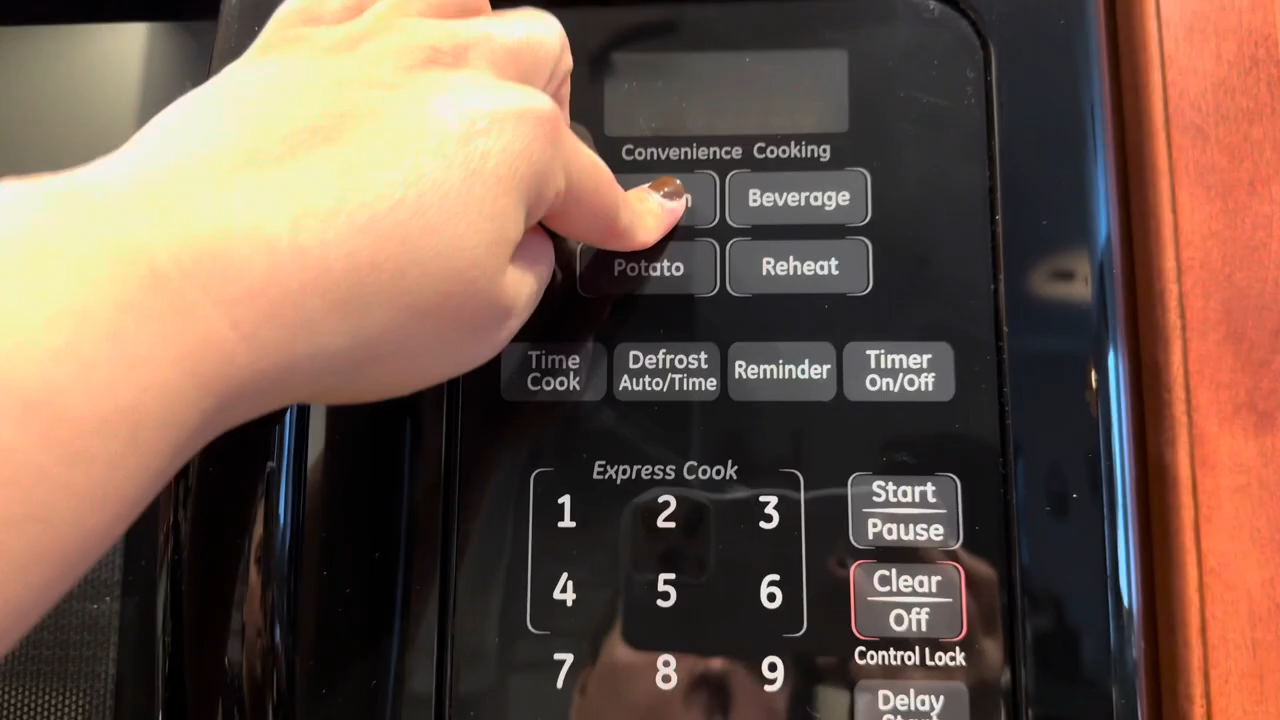 Convenience Cooking
Beverage
Potato
Reheat
Time
Cook
Defrost
Auto/Time
Reminder
Timer
On/Off
Express Cook
1 2 3
Start
Pause
4 5 6
Clear
Off
Control Lock
7 8 9
Delay